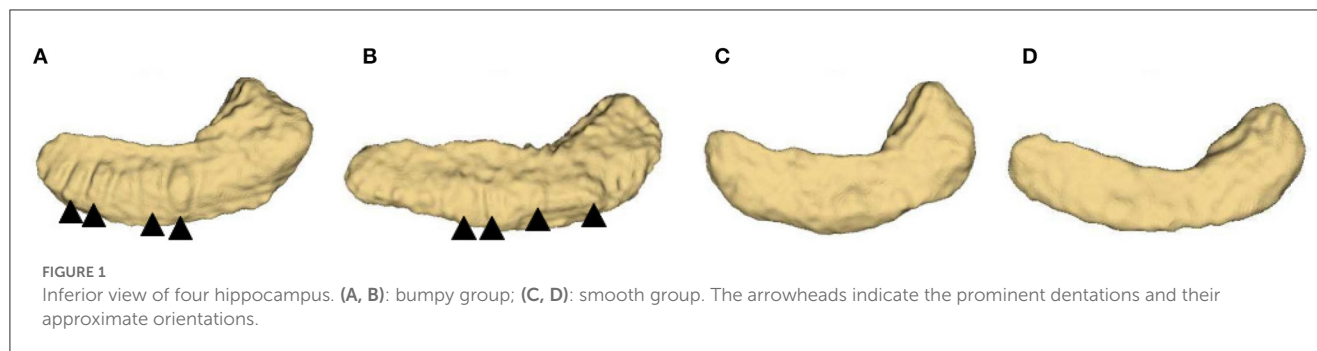 A B C D
FIGURE 1
Inferior view of four hippocampus. (A, B): bumpy group; (C, D): smooth group. The arrowheads indicate the prominent dentations and their
approximate orientations.